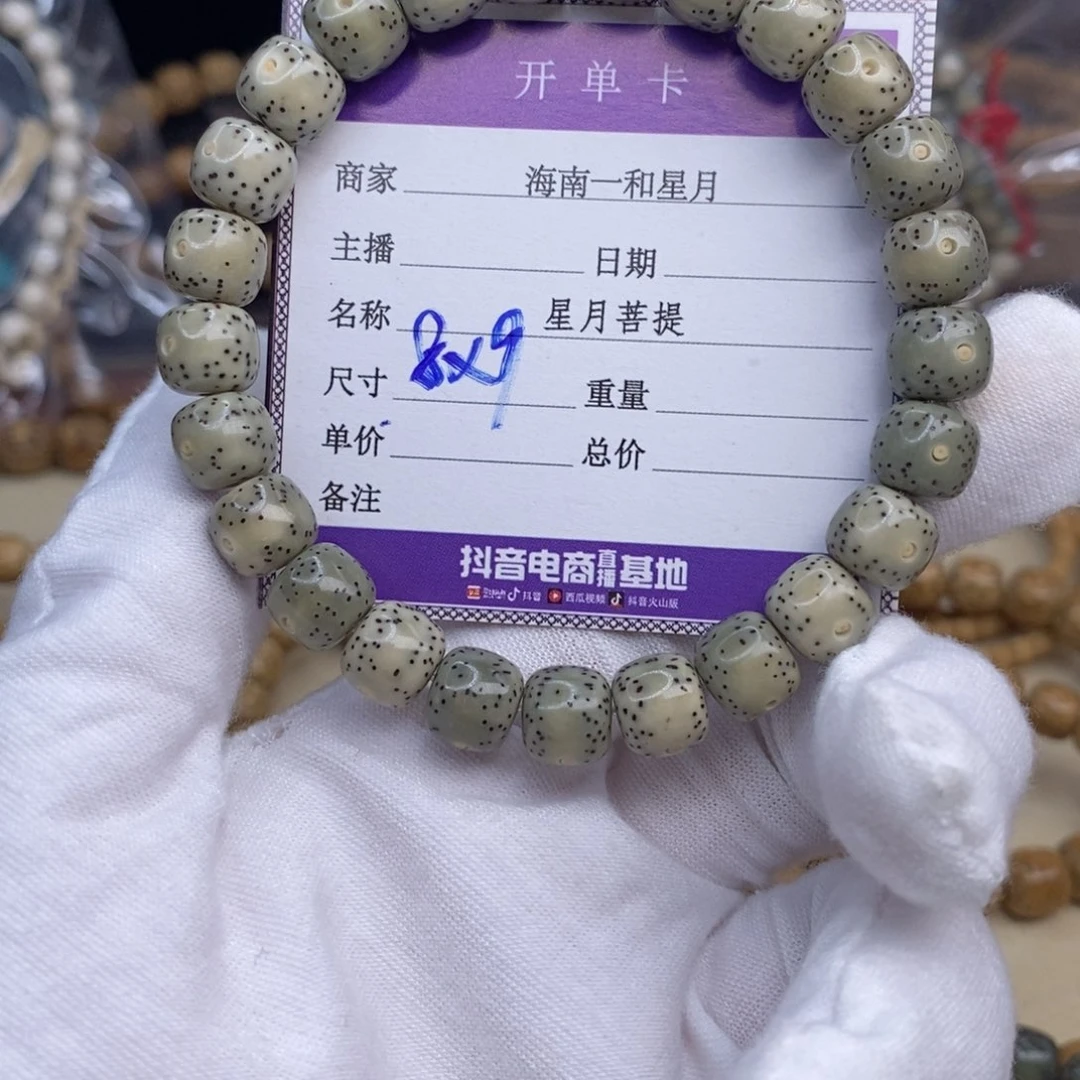 开单卡
商家 海南一和星月
主播 日期
名称 星月菩提
尺寸 8x9 重量
单价 总价
备注
抖音电商直播基地
抖音 西瓜视频 抖音火山版